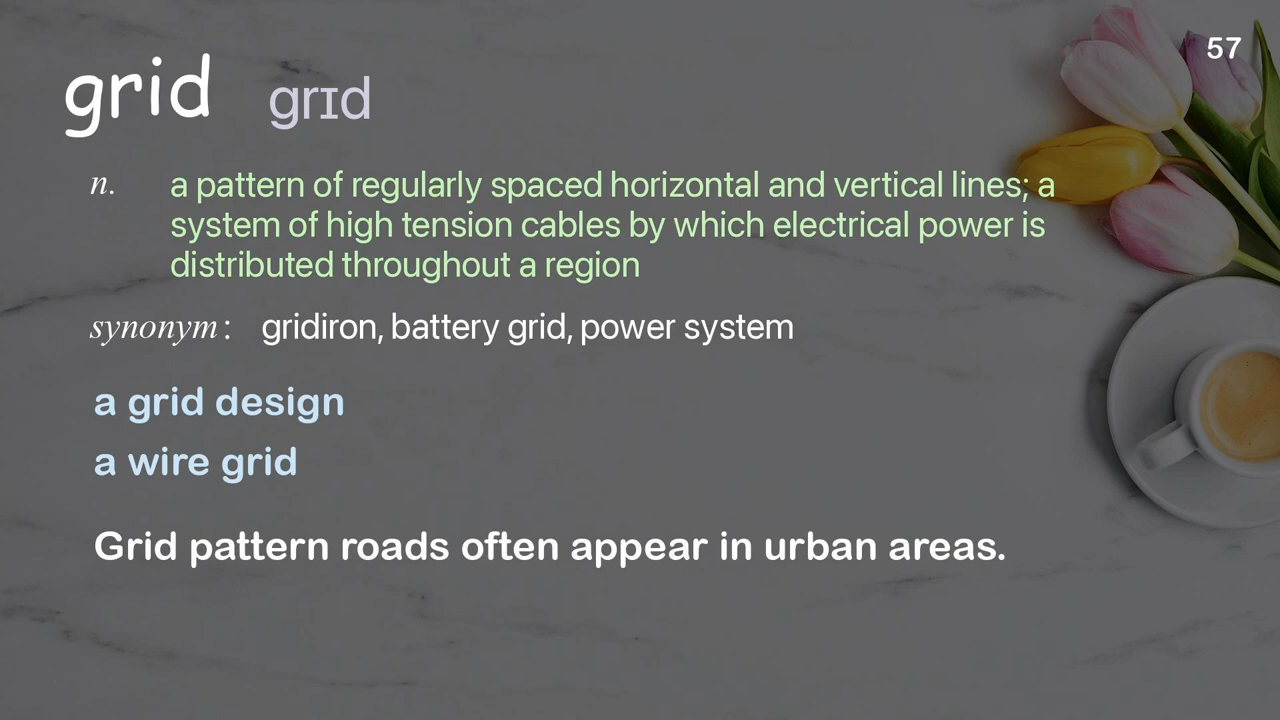 57
grid grɪd
n. a pattern of regularly spaced horizontal and vertical lines; a
system of high tension cables by which electrical power is
distributed throughout a region
synonym: gridiron, battery grid, power system
a grid design
a wire grid
Grid pattern roads often appear in urban areas.